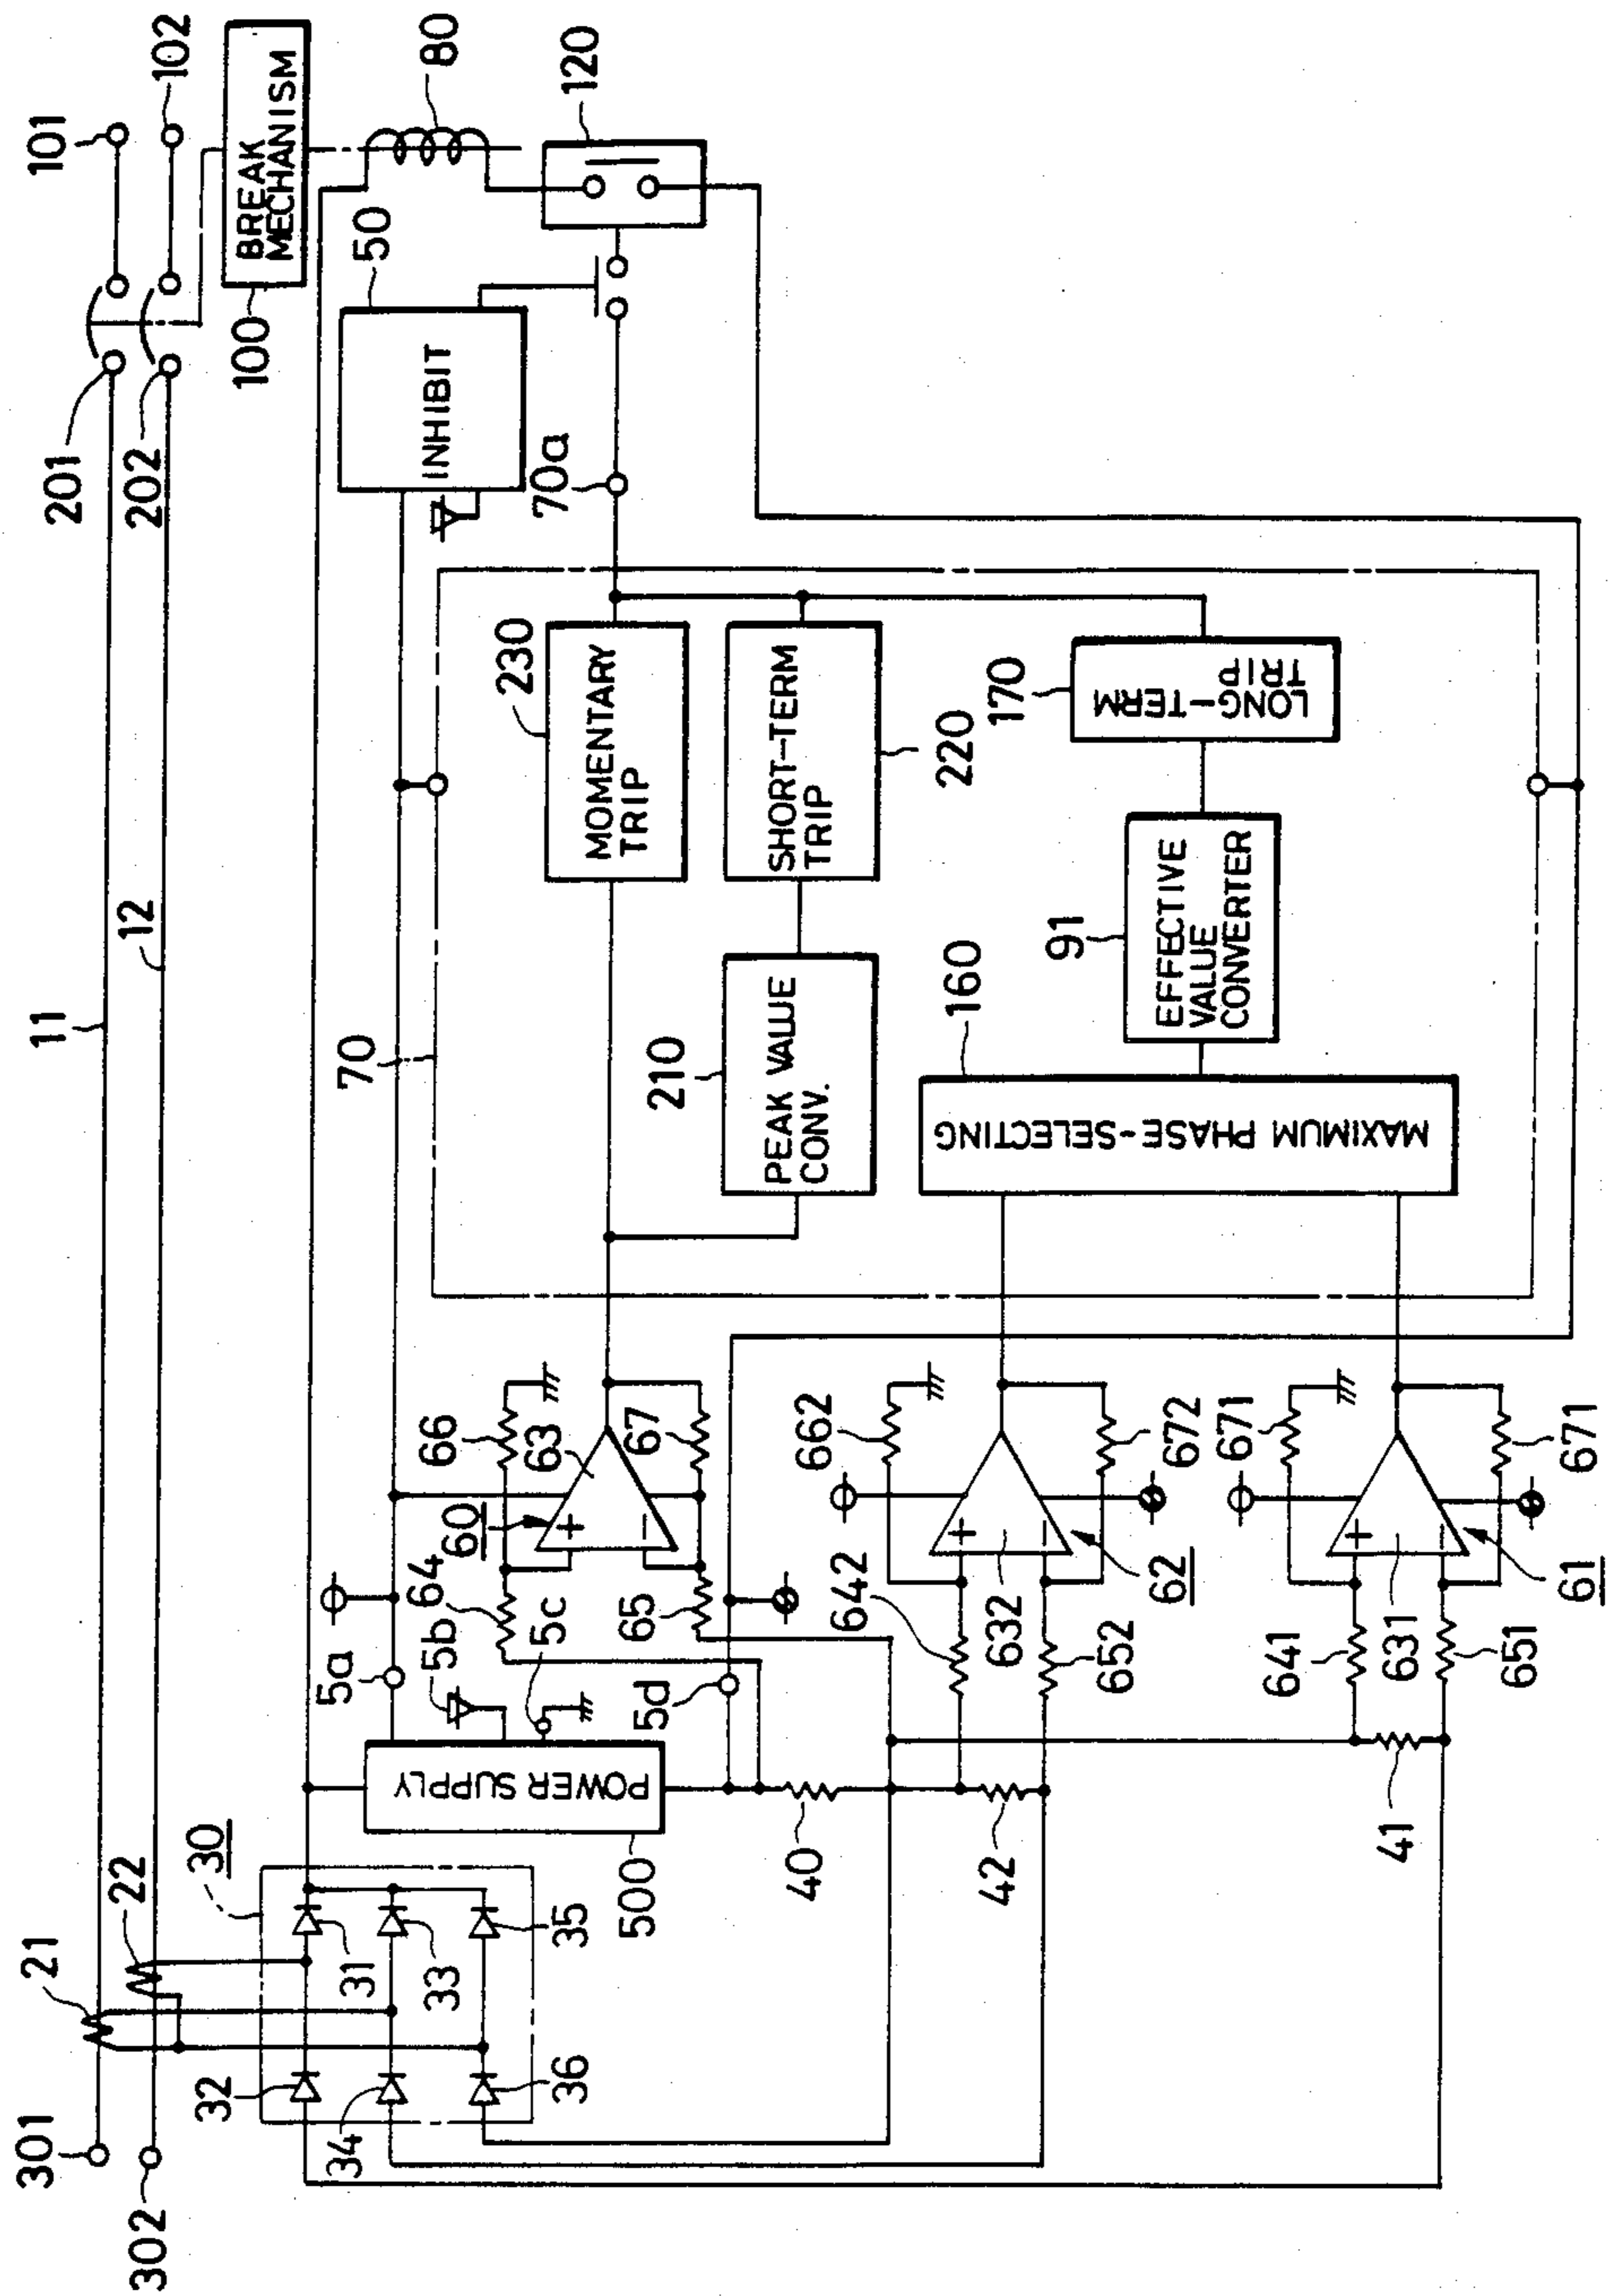 301
302
21
22
11
12
201
202
101
102
100
BREAK
MECHANISM
80
120
50
INHIBIT
70a
70
30
31
32
33
34
35
36
500
POWER SUPPLY
5a
5b
5c
5d
60
63
64
65
66
67
+
−
230
MOMENTARY
TRIP
210
PEAK VALUE
CONV.
220
SHORT-TERM
TRIP
170
LONG-TERM
TRIP
91
EFFECTIVE
VALUE
CONVERTER
160
MAXIMUM PHASE-SELECTING
40
42
41
642
652
632
662
672
62
+
−
641
651
631
671
671
61
+
−